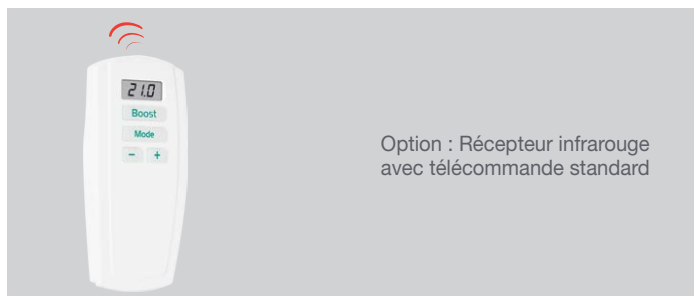 21.0
Boost
Mode
- +
Option : Récepteur infrarouge
avec télécommande standard